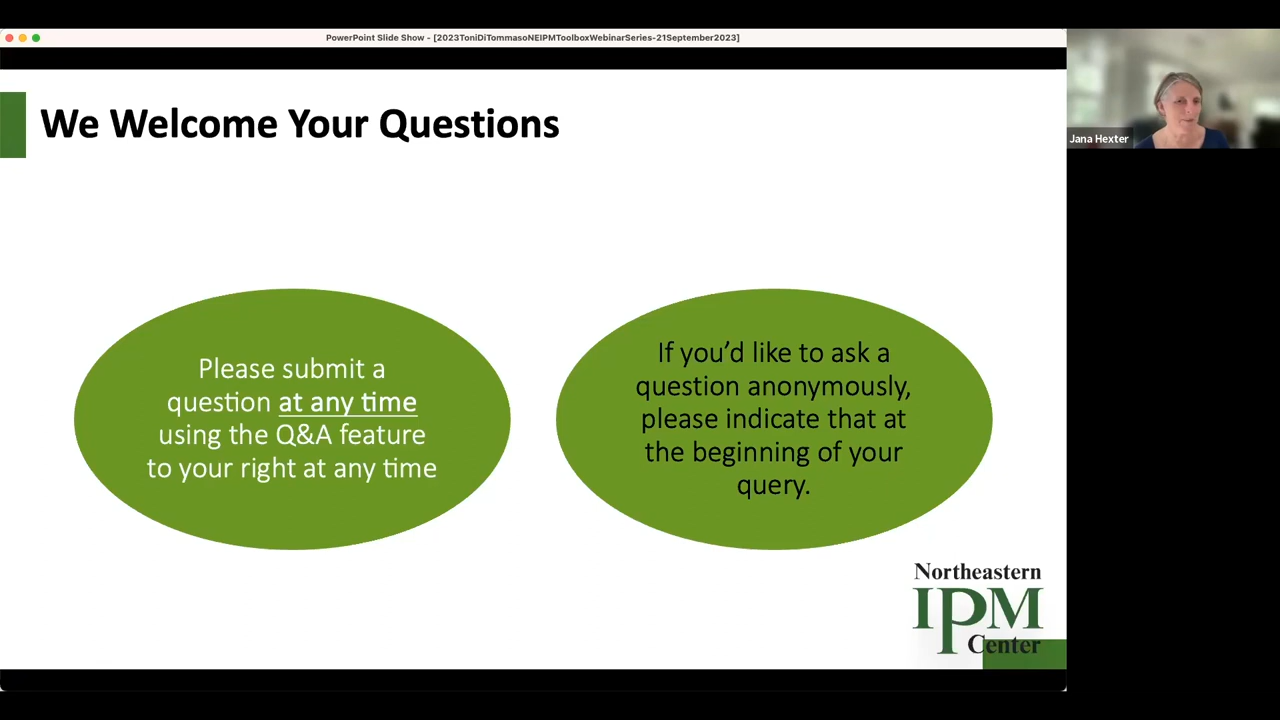 PowerPoint Slide Show - [2023ToniDiTommasoNEIPMToolboxWebinarSeries-21September2023]
We Welcome Your Questions
Jana Hexter
Please submit a
question at any time
using the Q&A feature
to your right at any time
If you’d like to ask a
question anonymously,
please indicate that at
the beginning of your
query.
Northeastern
IPM
Center